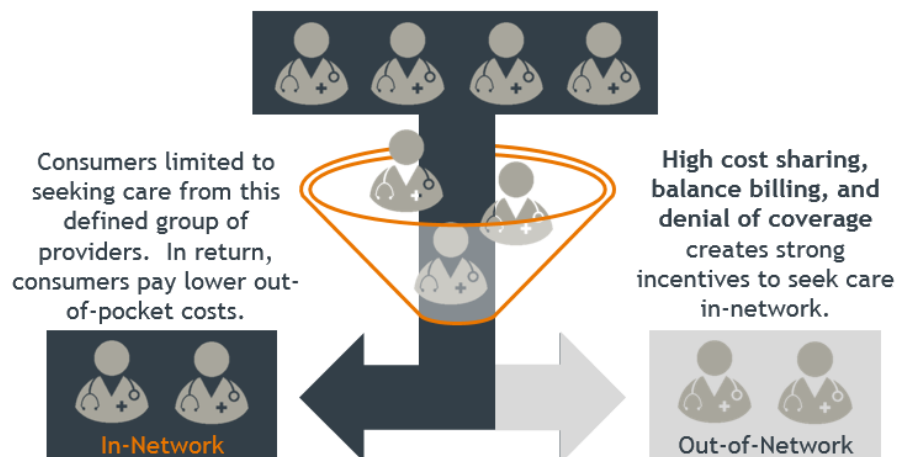 Consumers limited to
seeking care from this
defined group of
providers.  In return,
consumers pay lower out-
of-pocket costs.
In-Network
High cost sharing,
balance billing, and
denial of coverage
creates strong
incentives to seek care
in-network.
Out-of-Network